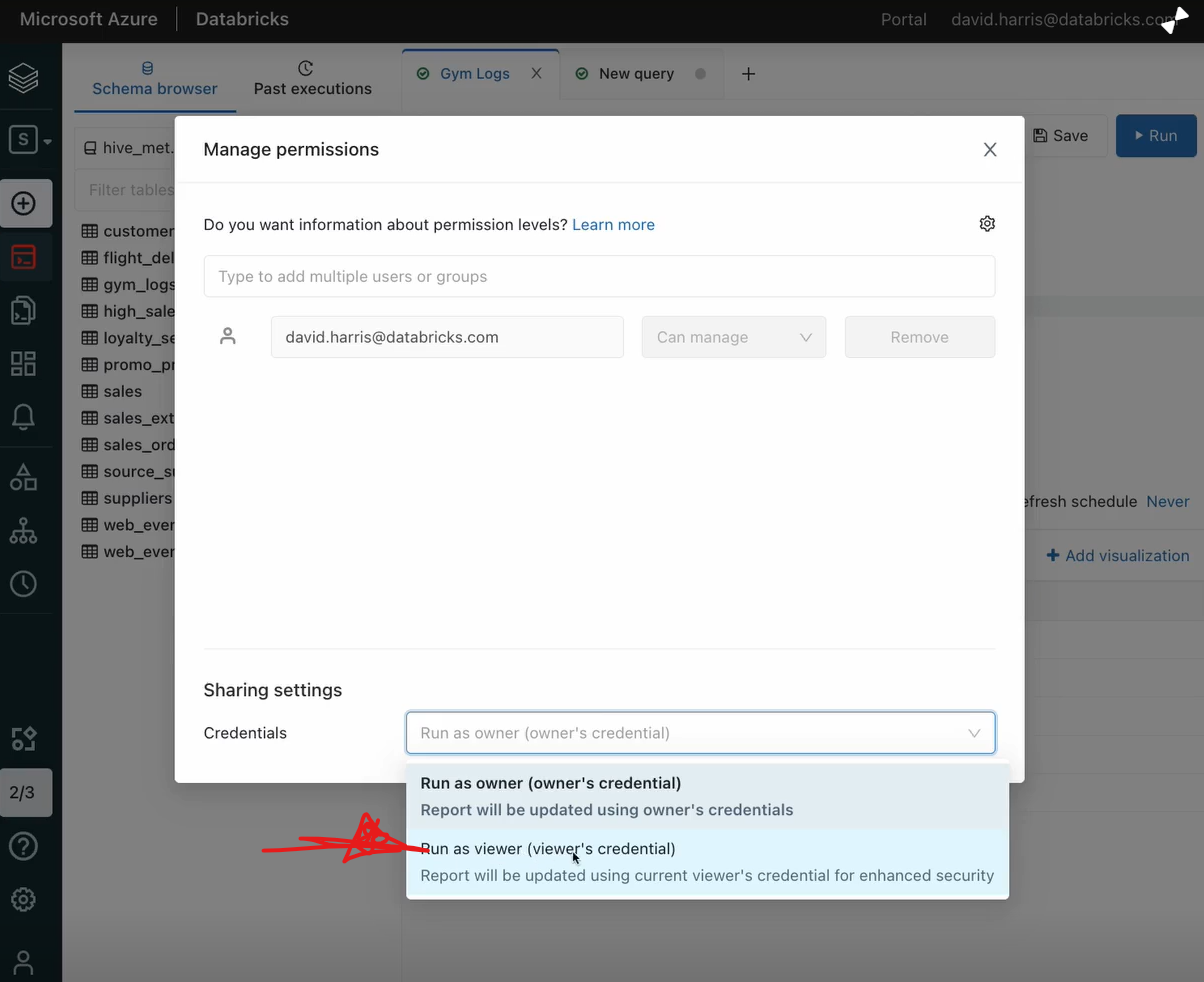 Microsoft Azure Databricks Portal david.harris@databricks.com
Schema browser
Past executions
Gym Logs
New query
S
hive_met.
Save
Run
Filter tables
customer
flight_del
gym_logs
high_sale
loyalty_se
promo_pr
sales
sales_ext
sales_ord
source_su
suppliers
web_ever
web_ever
Manage permissions
Do you want information about permission levels? Learn more
Type to add multiple users or groups
david.harris@databricks.com Can manage Remove
efresh schedule Never
Add visualization
Sharing settings
Credentials Run as owner (owner's credential)
Run as owner (owner's credential)
Report will be updated using owner's credentials
Run as viewer (viewer's credential)
Report will be updated using current viewer's credential for enhanced security
2/3